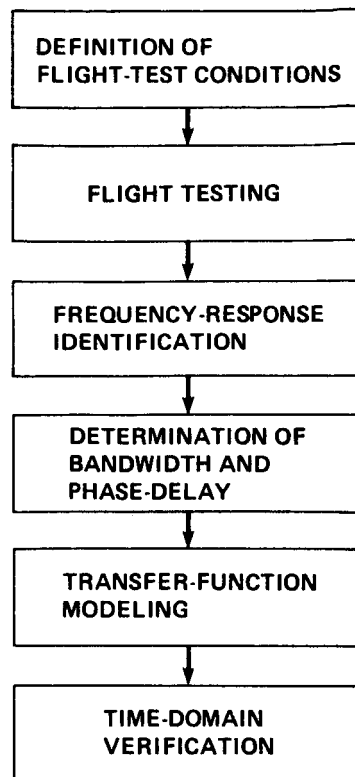 DEFINITION OF
FLIGHT-TEST CONDITIONS
FLIGHT TESTING
FREQUENCY-RESPONSE
IDENTIFICATION
DETERMINATION OF
BANDWIDTH AND
PHASE-DELAY
TRANSFER-FUNCTION
MODELING
TIME-DOMAIN
VERIFICATION